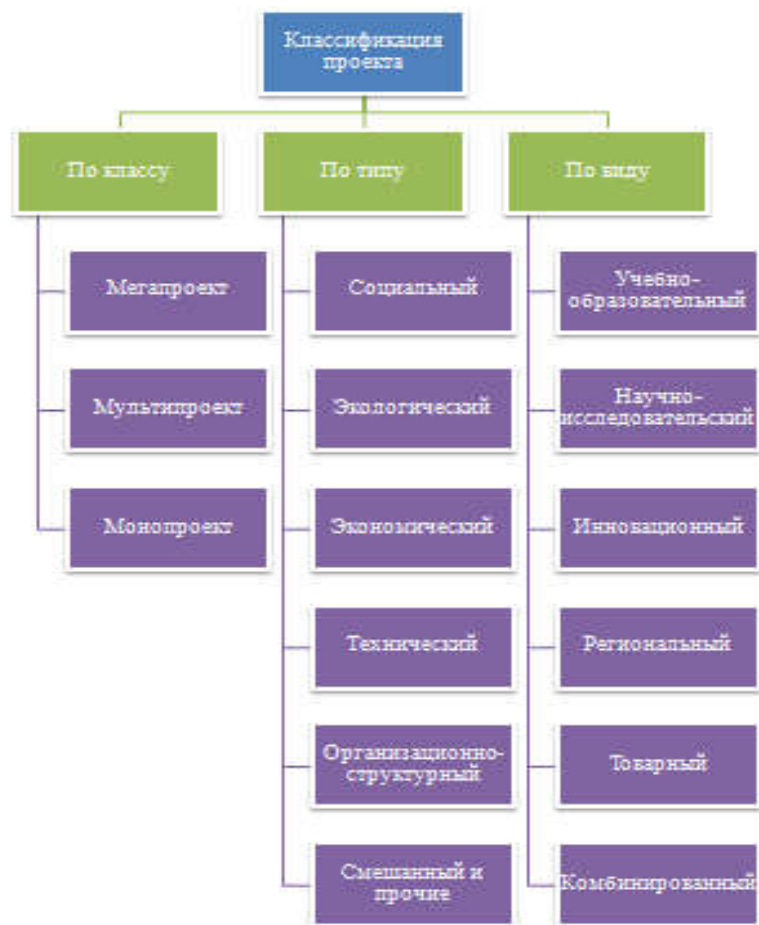 Классификация
проекта
По классу
Мегапроект
Мультипроект
Монопроект
По типу
Социальный
Экологический
Экономический
Технический
Организационно-
структурный
Смешанный и
прочие
По виду
Учебно-
образовательный
Научно-
исследовательский
Инновационный
Региональный
Товарный
Комбинированный